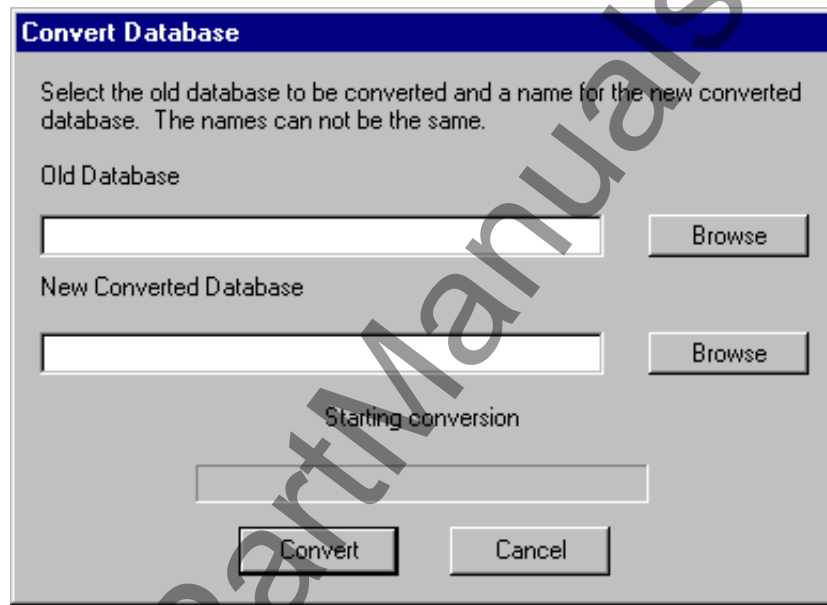 Convert Database
Select the old database to be converted and a name for the new converted
database.  The names can not be the same.
Old Database
Browse
New Converted Database
Browse
Starting conversion
Convert
Cancel
PartManuals